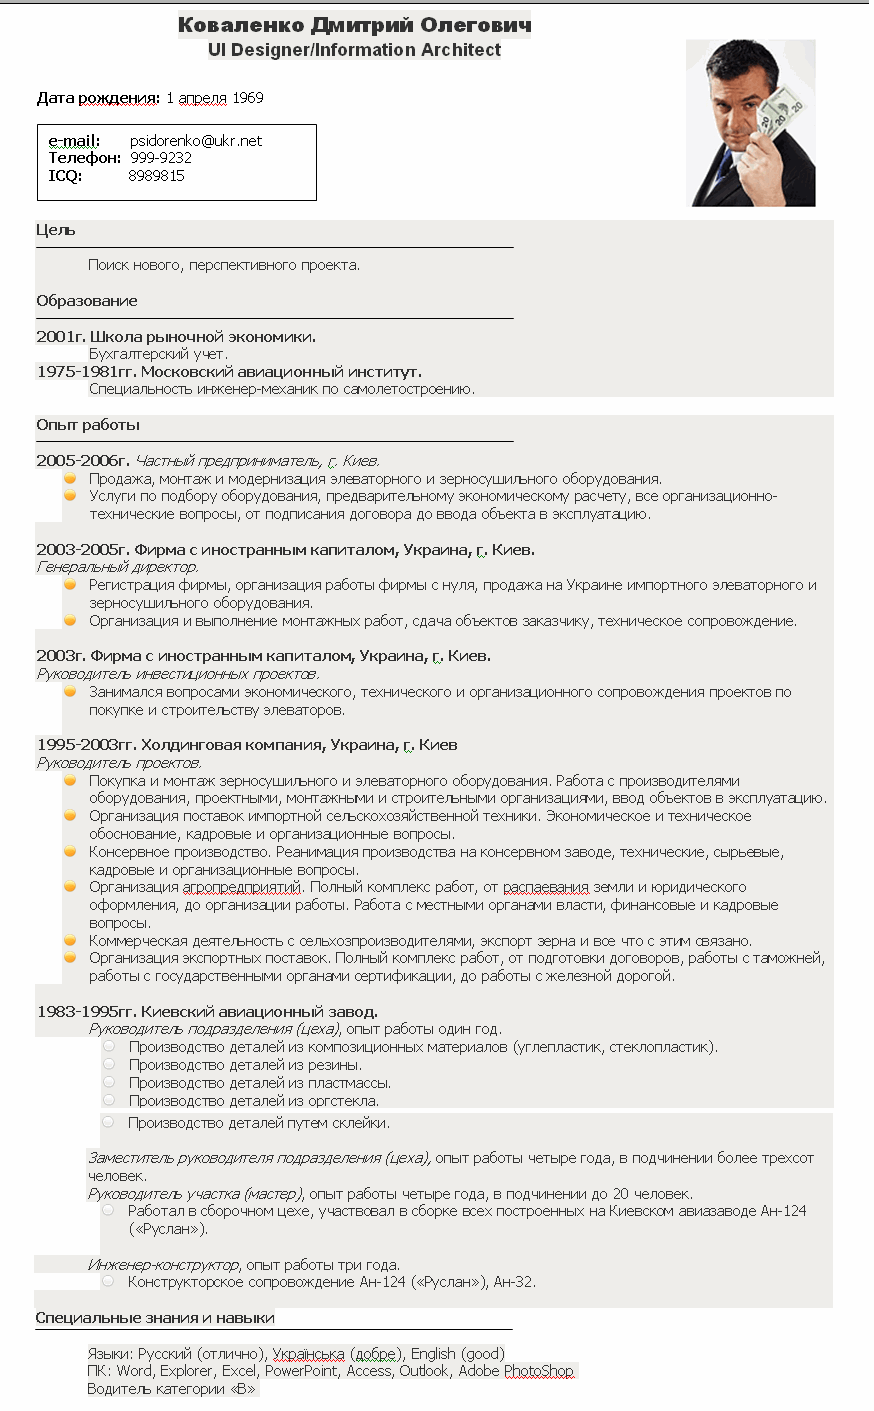 Коваленко Дмитрий Олегович
UI Designer/Information Architect
Дата рождения: 1 апреля 1969
e-mail: psidorenko@ukr.net
Телефон: 999-9232
ICQ: 8989815
Цель
Поиск нового, перспективного проекта.
Образование
2001г. Школа рыночной экономики.
Бухгалтерский учет.
1975-1981гг. Московский авиационный институт.
Специальность инженер-механик по самолетостроению.
Опыт работы
2005-2006г. Частный предприниматель, г. Киев.
Продажа, монтаж и модернизация элеваторного и зерносушильного оборудования.
Услуги по подбору оборудования, предварительному экономическому расчету, все организационно-
технические вопросы, от подписания договора до ввода объекта в эксплуатацию.
2003-2005г. Фирма с иностранным капиталом, Украина, г. Киев.
Генеральный директор.
Регистрация фирмы, организация работы фирмы с нуля, продажа на Украине импортного элеваторного и
зерносушильного оборудования.
Организация и выполнение монтажных работ, сдача объектов заказчику, техническое сопровождение.
2003г. Фирма с иностранным капиталом, Украина, г. Киев.
Руководитель инвестиционных проектов.
Занимался вопросами экономического, технического и организационного сопровождения проектов по
покупке и строительству элеваторов.
1995-2003гг. Холдинговая компания, Украина, г. Киев
Руководитель проектов.
Покупка и монтаж зерносушильного и элеваторного оборудования. Работа с производителями
оборудования, проектными, монтажными и строительными организациями, ввод объектов в эксплуатацию.
Организация поставок импортной сельскохозяйственной техники. Экономическое и техническое
обоснование, кадровые и организационные вопросы.
Консервное производство. Реанимация производства на консервном заводе, технические, сырьевые,
кадровые и организационные вопросы.
Организация агропредприятий. Полный комплекс работ, от распаевания земли и юридического
оформления, до организации работы. Работа с местными органами власти, финансовые и кадровые
вопросы.
Коммерческая деятельность с сельхозпроизводителями, экспорт зерна и все что с этим связано.
Организация экспортных поставок. Полный комплекс работ, от подготовки договоров, работы с таможней,
работы с государственными органами сертификации, до работы с железной дорогой.
1983-1995гг. Киевский авиационный завод.
Руководитель подразделения (цеха), опыт работы один год.
Производство деталей из композиционных материалов (углепластик, стеклопластик).
Производство деталей из резины.
Производство деталей из пластмассы.
Производство деталей из оргстекла.
Производство деталей путем склейки.
Заместитель руководителя подразделения (цеха), опыт работы четыре года, в подчинении более трехсот
человек.
Руководитель участка (мастер), опыт работы четыре года, в подчинении до 20 человек.
Работал в сборочном цехе, участвовал в сборке всех построенных на Киевском авиазаводе Ан-124
(«Руслан»).
Инженер-конструктор, опыт работы три года.
Конструкторское сопровождение Ан-124 («Руслан»), Ан-32.
Специальные знания и навыки
Языки: Русский (отлично), Українська (добре), English (good)
ПК: Word, Explorer, Excel, PowerPoint, Access, Outlook, Adobe PhotoShop
Водитель категории «В»